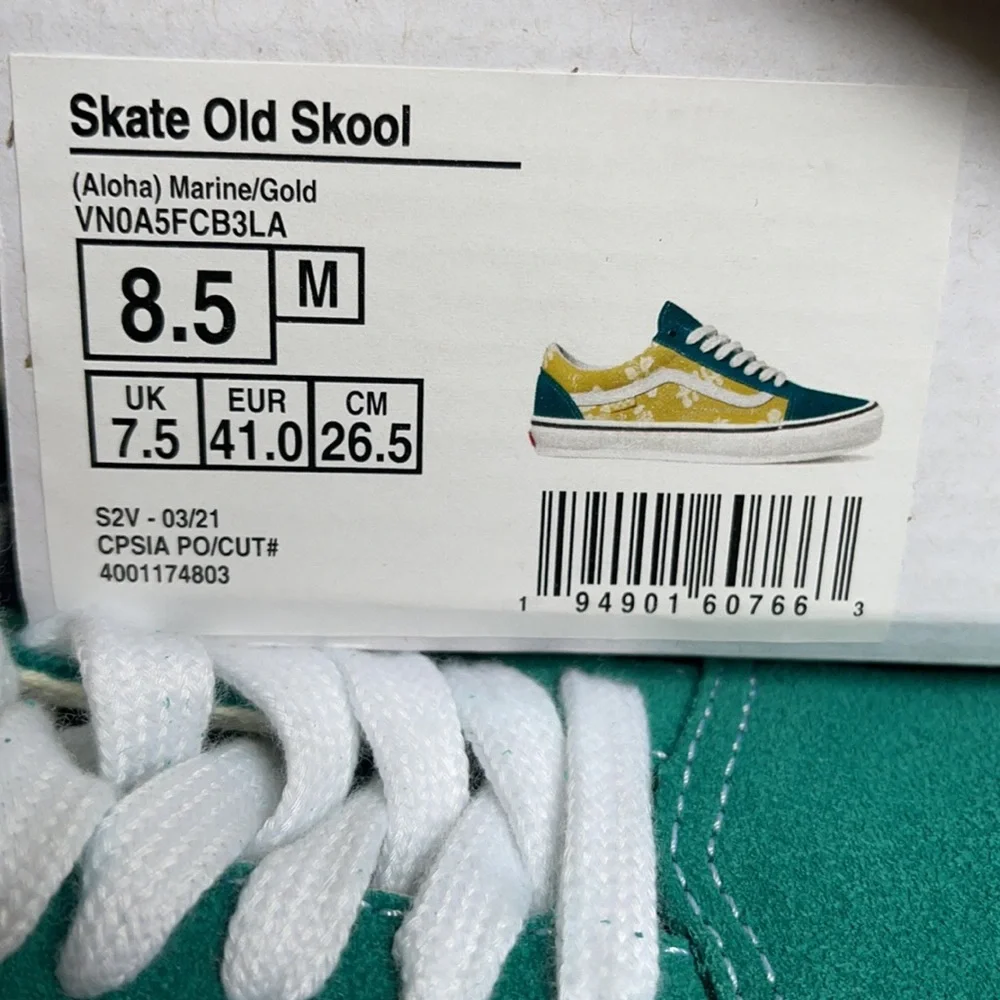 Skate Old Skool
(Aloha) Marine/Gold
VN0A5FCB3LA
8.5 M
UK EUR CM
7.5 41.0 26.5
S2V - 03/21
CPSIA PO/CUT#
4001174803
1 94901 60766 3